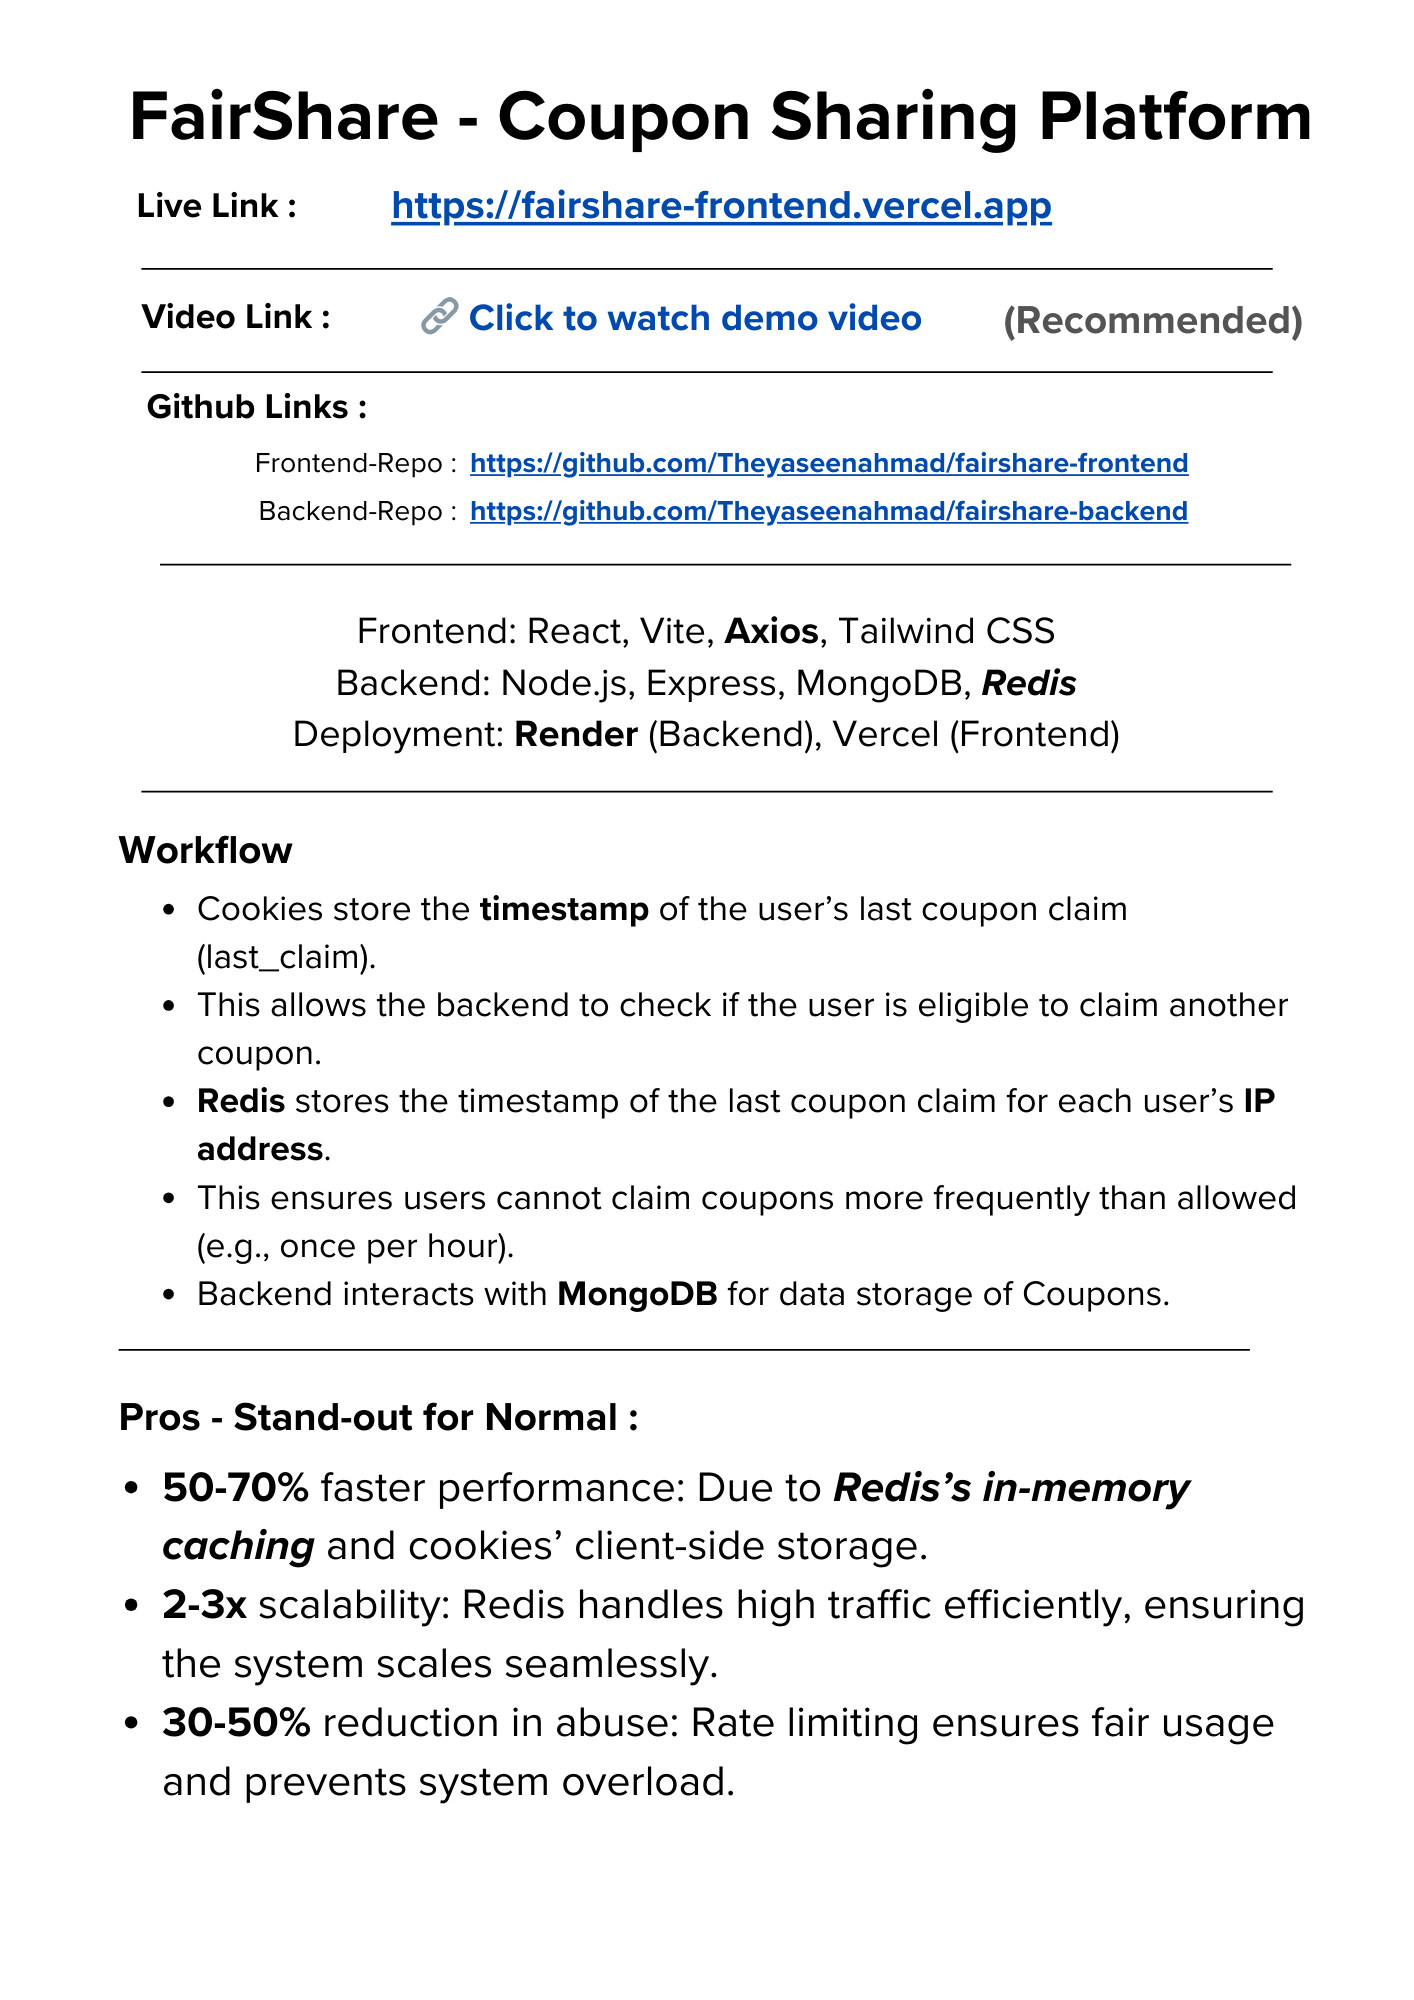 FairShare - Coupon Sharing Platform
Live Link : https://fairshare-frontend.vercel.app
Video Link : 🔗 Click to watch demo video (Recommended)
Github Links :
Frontend-Repo : https://github.com/Theyaseenahmad/fairshare-frontend
Backend-Repo : https://github.com/Theyaseenahmad/fairshare-backend
Frontend: React, Vite, Axios, Tailwind CSS
Backend: Node.js, Express, MongoDB, Redis
Deployment: Render (Backend), Vercel (Frontend)
Workflow
• Cookies store the timestamp of the user’s last coupon claim
(last_claim).
• This allows the backend to check if the user is eligible to claim another
coupon.
• Redis stores the timestamp of the last coupon claim for each user’s IP
address.
• This ensures users cannot claim coupons more frequently than allowed
(e.g., once per hour).
• Backend interacts with MongoDB for data storage of Coupons.
Pros - Stand-out for Normal :
• 50-70% faster performance: Due to Redis’s in-memory
caching and cookies’ client-side storage.
• 2-3x scalability: Redis handles high traffic efficiently, ensuring
the system scales seamlessly.
• 30-50% reduction in abuse: Rate limiting ensures fair usage
and prevents system overload.